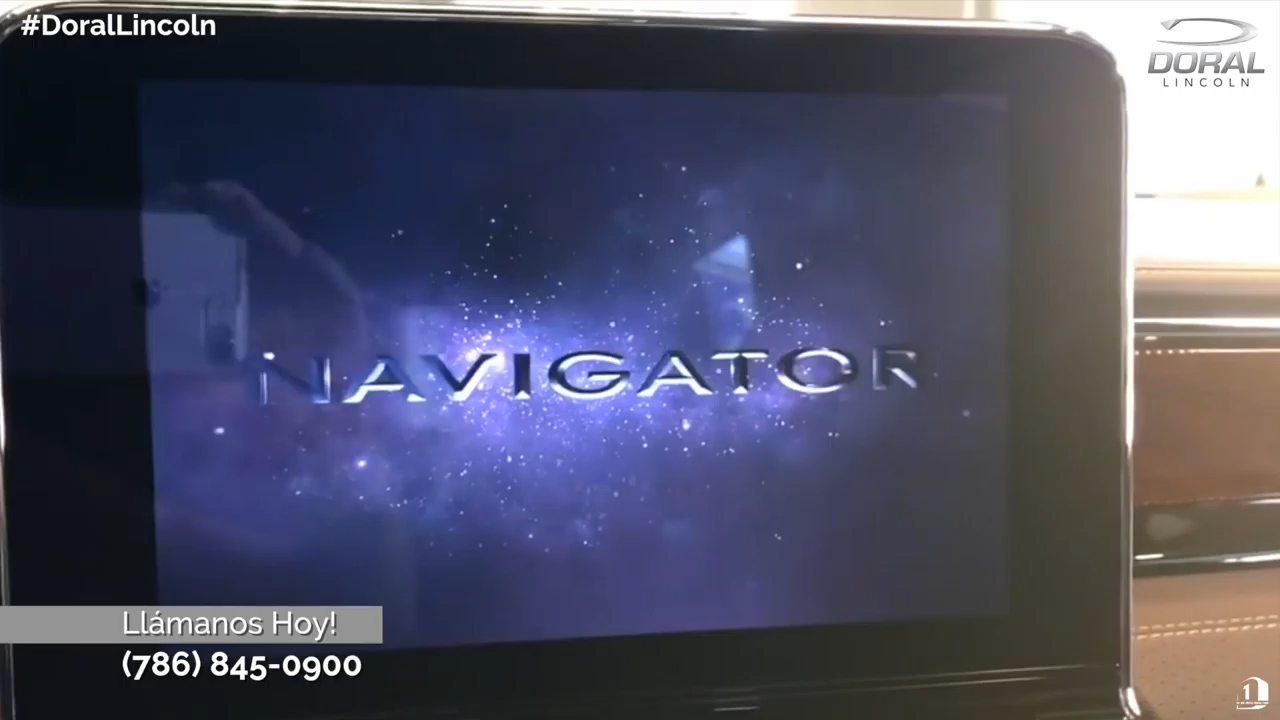 #DoralLincoln
DORAL
LINCOLN
NAVIGATOR
Llámanos Hoy!
(786) 845-0900